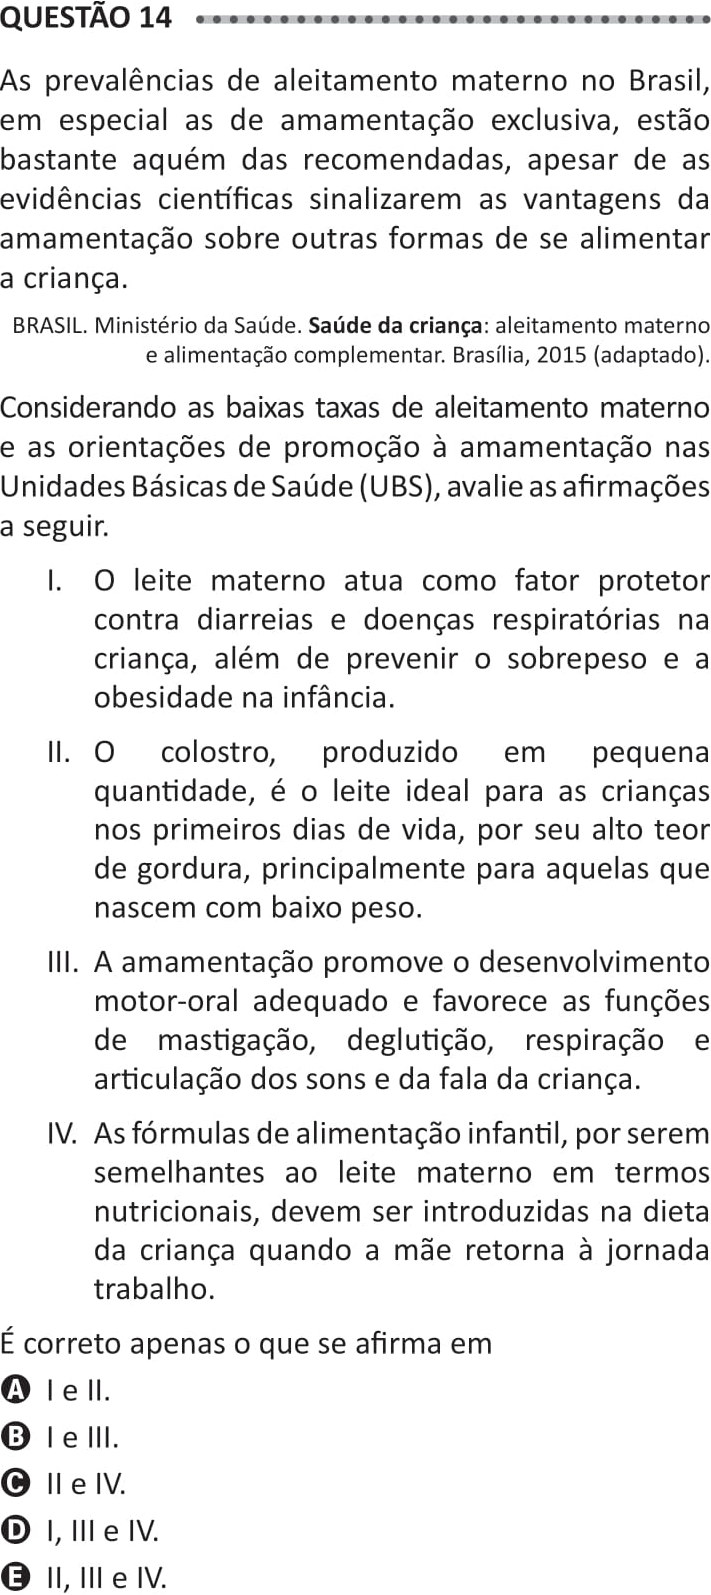 QUESTÃO 14
As prevalências de aleitamento materno no Brasil,
em especial as de amamentação exclusiva, estão
bastante aquém das recomendadas, apesar de as
evidências científicas sinalizarem as vantagens da
amamentação sobre outras formas de se alimentar
a criança.
BRASIL. Ministério da Saúde. Saúde da criança: aleitamento materno
e alimentação complementar. Brasília, 2015 (adaptado).
Considerando as baixas taxas de aleitamento materno
e as orientações de promoção à amamentação nas
Unidades Básicas de Saúde (UBS), avalie as afirmações
a seguir.
I. O leite materno atua como fator protetor
contra diarreias e doenças respiratórias na
criança, além de prevenir o sobrepeso e a
obesidade na infância.
II. O colostro, produzido em pequena
quantidade, é o leite ideal para as crianças
nos primeiros dias de vida, por seu alto teor
de gordura, principalmente para aquelas que
nascem com baixo peso.
III. A amamentação promove o desenvolvimento
motor-oral adequado e favorece as funções
de mastigação, deglutição, respiração e
articulação dos sons e da fala da criança.
IV. As fórmulas de alimentação infantil, por serem
semelhantes ao leite materno em termos
nutricionais, devem ser introduzidas na dieta
da criança quando a mãe retorna à jornada
trabalho.
É correto apenas o que se afirma em
A I e II.
B I e III.
C II e IV.
D I, III e IV.
E II, III e IV.